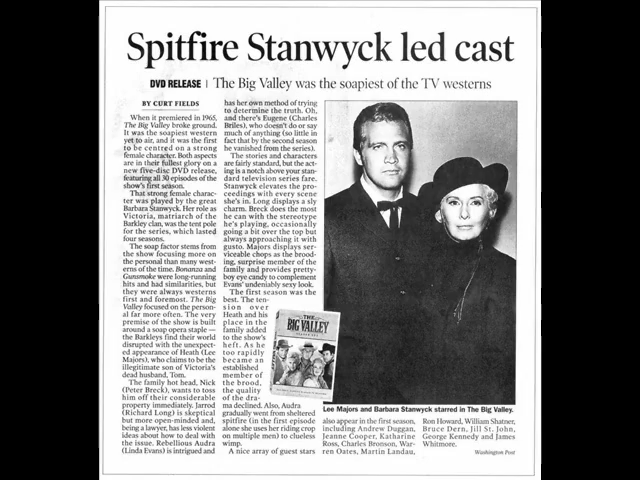 Spitfire Stanwyck led cast
DVD RELEASE | The Big Valley was the soapiest of the TV westerns
BY CURT FIELDS
When it premiered in 1965,
The Big Valley broke ground.
It was the soapiest western
yet to air, and it was the first
to be centred on a strong
female character. Both aspects
are in their fullest glory on a
new five-disc DVD release,
featuring all 30 episodes of the
show's first season.
That strong female charac-
ter was played by the great
Barbara Stanwyck. Her role as
Victoria, matriarch of the
Barkley clan, was the tent pole
for the series, which lasted
four seasons.
The soap factor stems from
the show focusing more on
the personal than many west-
erns of the time. Bonanza and
Gunsmoke were long-running
hits and had similarities, but
they were always westerns
first and foremost. The Big
Valley focused on the person-
al far more often. The very
premise of the show is built
around a soap opera staple —
the Barkleys find their world
disrupted with the unexpect-
ed appearance of Heath (Lee
Majors), who claims to be the
illegitimate son of Victoria's
dead husband, Tom.
The family hot head, Nick
(Peter Breck), wants to toss
him off their considerable
property immediately. Jarrod
(Richard Long) is skeptical
but more open-minded and,
being a lawyer, has less violent
ideas about how to deal with
the issue. Rebellious Audra
(Linda Evans) is intrigued and
has her own method of trying
to determine the truth. Oh,
and there's Eugene (Charles
Briles), who doesn't do or say
much of anything (so little in
fact that by the second season
he vanished from the series).
The stories and characters
are fairly standard, but the act-
ing is a notch above your stan-
dard television series fare.
Stanwyck elevates the pro-
ceedings with every scene
she's in. Long displays a sly
charm. Breck does the most
he can with the stereotype
he's playing, occasionally
going a bit over the top but
always approaching it with
gusto. Majors displays ser-
viceable chops as the brood-
ing, surprise member of the
family and provides pretty-
boy eye candy to complement
Evans' undeniably sexy look.
The first season was the
best. The ten-
sion over
Heath and his
place in the
family added
to the show's
heft. As he
too rapidly
became an
established
member of
the brood,
the quality
of the dra-
ma declined. Also, Audra
gradually went from sheltered
spitfire (in the first episode
alone she uses her riding crop
on multiple men) to clueless
wimp.
A nice array of guest stars
THE
BIG VALLEY
Lee Majors and Barbara Stanwyck starred in The Big Valley.
also appear in the first season,
including Andrew Duggan,
Jeanne Cooper, Katharine
Ross, Charles Bronson, War-
ren Oates, Martin Landau,
Ron Howard, William Shatner,
Bruce Dern, Jill St. John,
George Kennedy and James
Whitmore.
Washington Post